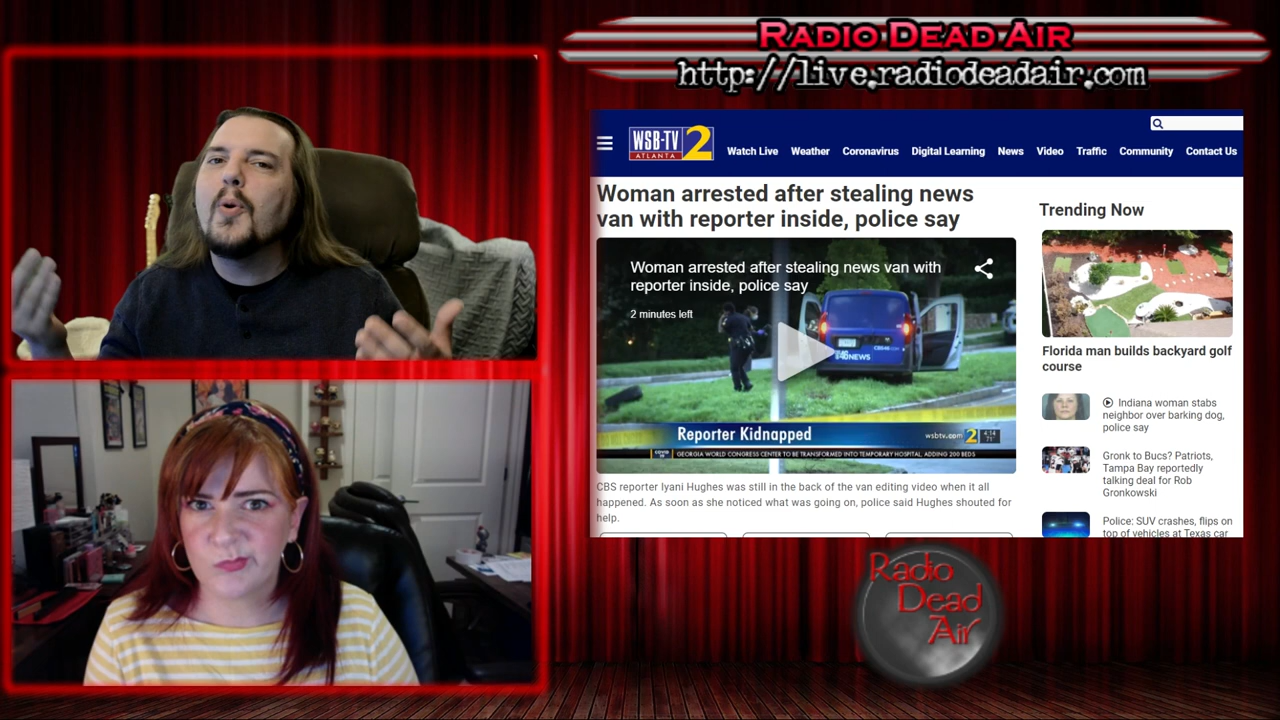 RADIO DEAD AIR
http://live.radiodeadair.com
WSB-TV 2
ATLANTA
Watch Live Weather Coronavirus Digital Learning News Video Traffic Community Contact Us
Woman arrested after stealing news
van with reporter inside, police say
Woman arrested after stealing news van with
reporter inside, police say
2 minutes left
CBS46.COM
46NEWS
Reporter Kidnapped
wsbtv.com 2 4:14
71
GEORGIA WORLD CONGRESS CENTER TO BE TRANSFORMED INTO TEMPORARY HOSPITAL, ADDING 200 BEDS
CBS reporter Iyani Hughes was still in the back of the van editing video when it all
happened. As soon as she noticed what was going on, police said Hughes shouted for
help.
Trending Now
Florida man builds backyard golf
course
Indiana woman stabs
neighbor over barking dog,
police say
Gronk to Bucs? Patriots,
Tampa Bay reportedly
talking deal for Rob
Gronkowski
Police: SUV crashes, flips on
top of vehicles at Texas car
Radio
Dead
Air